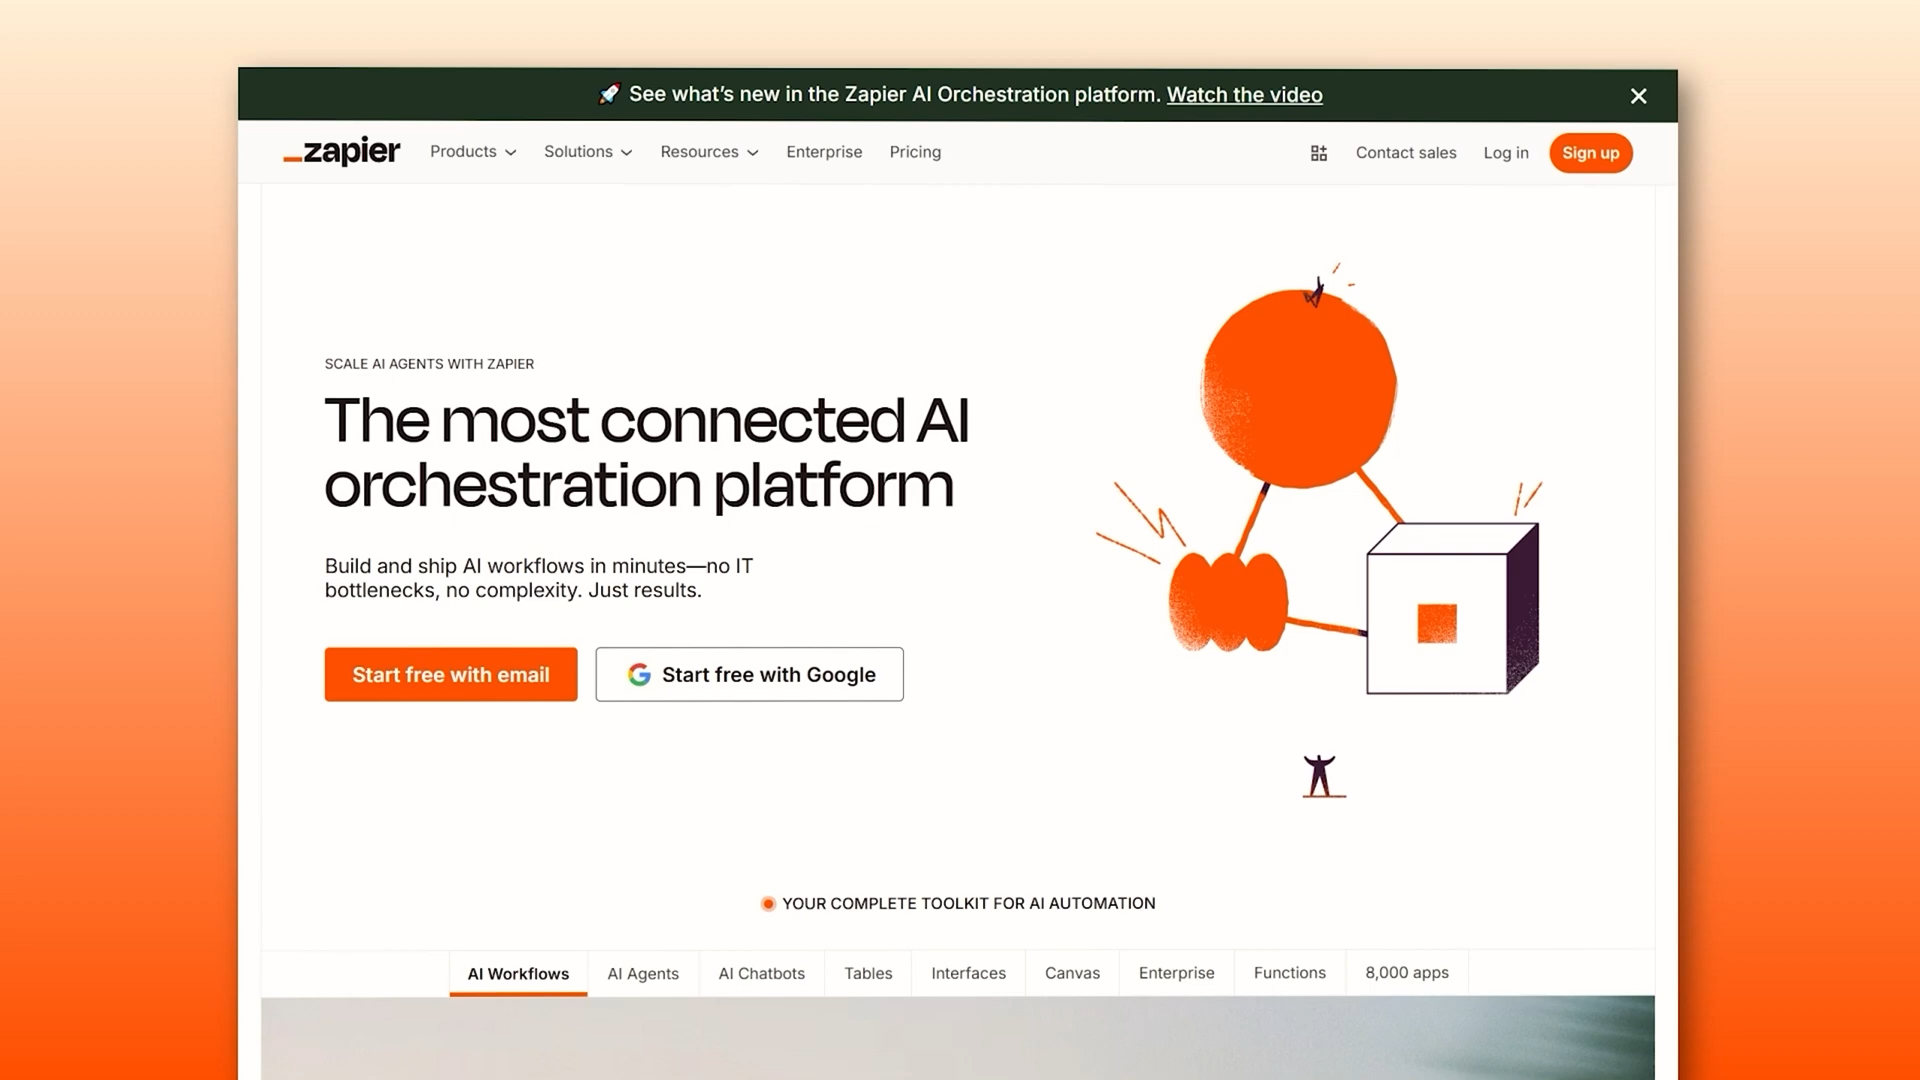 🚀 See what's new in the Zapier AI Orchestration platform. Watch the video
zapier Products Solutions Resources Enterprise Pricing Contact sales Log in Sign up
SCALE AI AGENTS WITH ZAPIER
The most connected AI
orchestration platform
Build and ship AI workflows in minutes—no IT
bottlenecks, no complexity. Just results.
Start free with email Start free with Google
YOUR COMPLETE TOOLKIT FOR AI AUTOMATION
AI Workflows AI Agents AI Chatbots Tables Interfaces Canvas Enterprise Functions 8,000 apps